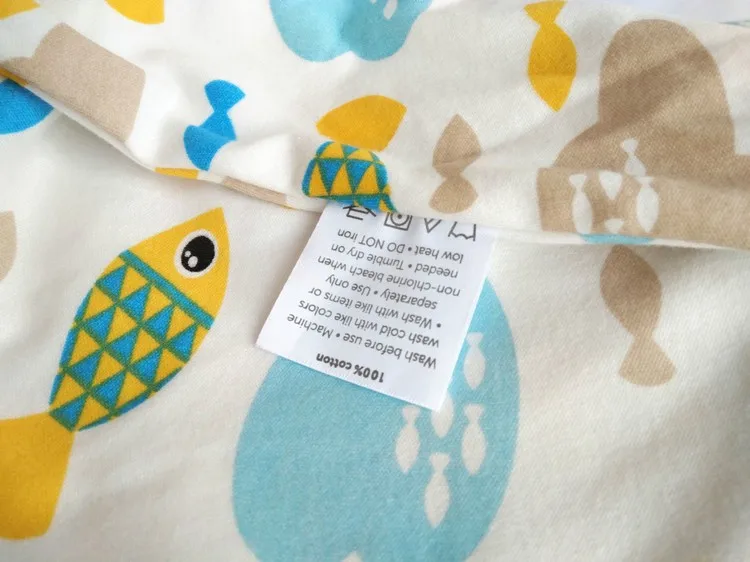 100% cotton
Wash before use • Machine
wash cold with like colors
• Wash with like items or
separately • Use only
non-chlorine bleach when
needed • Tumble dry on
low heat • DO NOT iron